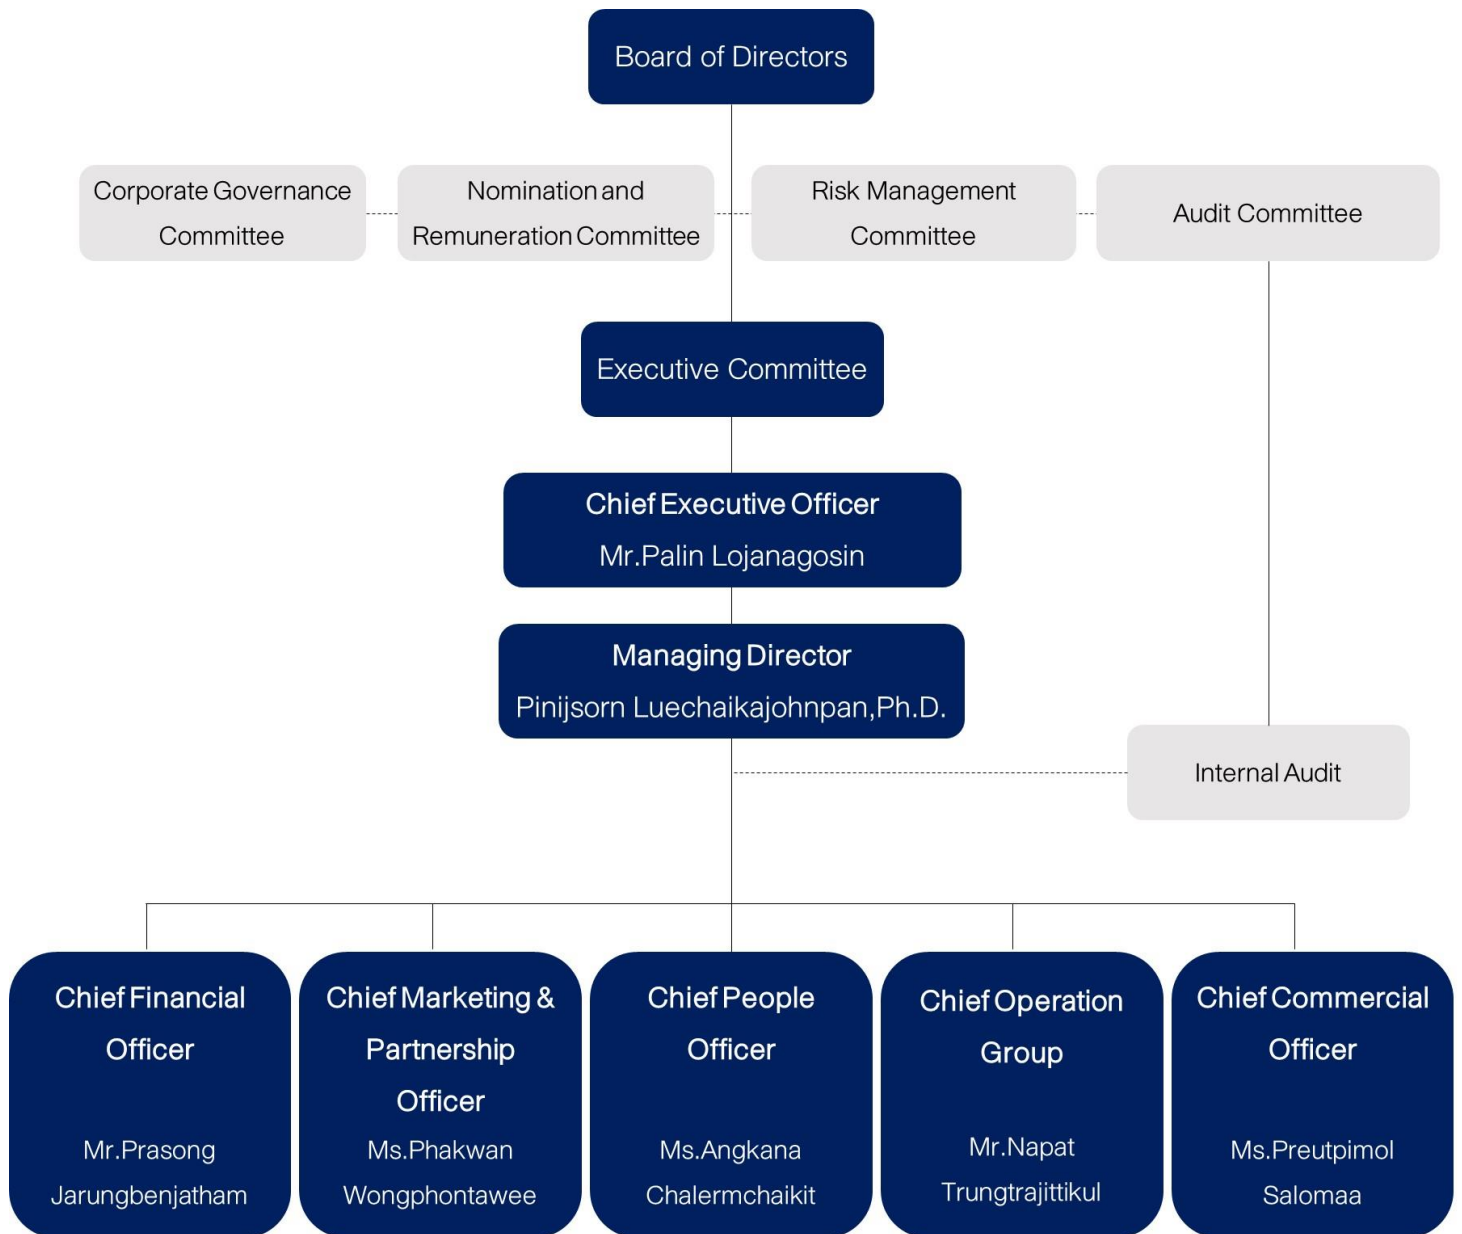 Board of Directors
Corporate Governance
Committee
Nomination and
Remuneration Committee
Risk Management
Committee
Audit Committee
Executive Committee
Chief Executive Officer
Mr.Palin Lojanagosin
Managing Director
Pinijsorn Luechaikajohnpan,Ph.D.
Internal Audit
Chief Financial
Officer
Mr.Prasong
Jarungbenjatham
Chief Marketing &
Partnership
Officer
Ms.Phakwan
Wongphontawee
Chief People
Officer
Ms.Angkana
Chalermchaikit
Chief Operation
Group
Mr.Napat
Trungtrajittikul
Chief Commercial
Officer
Ms.Preutpimol
Salomaa